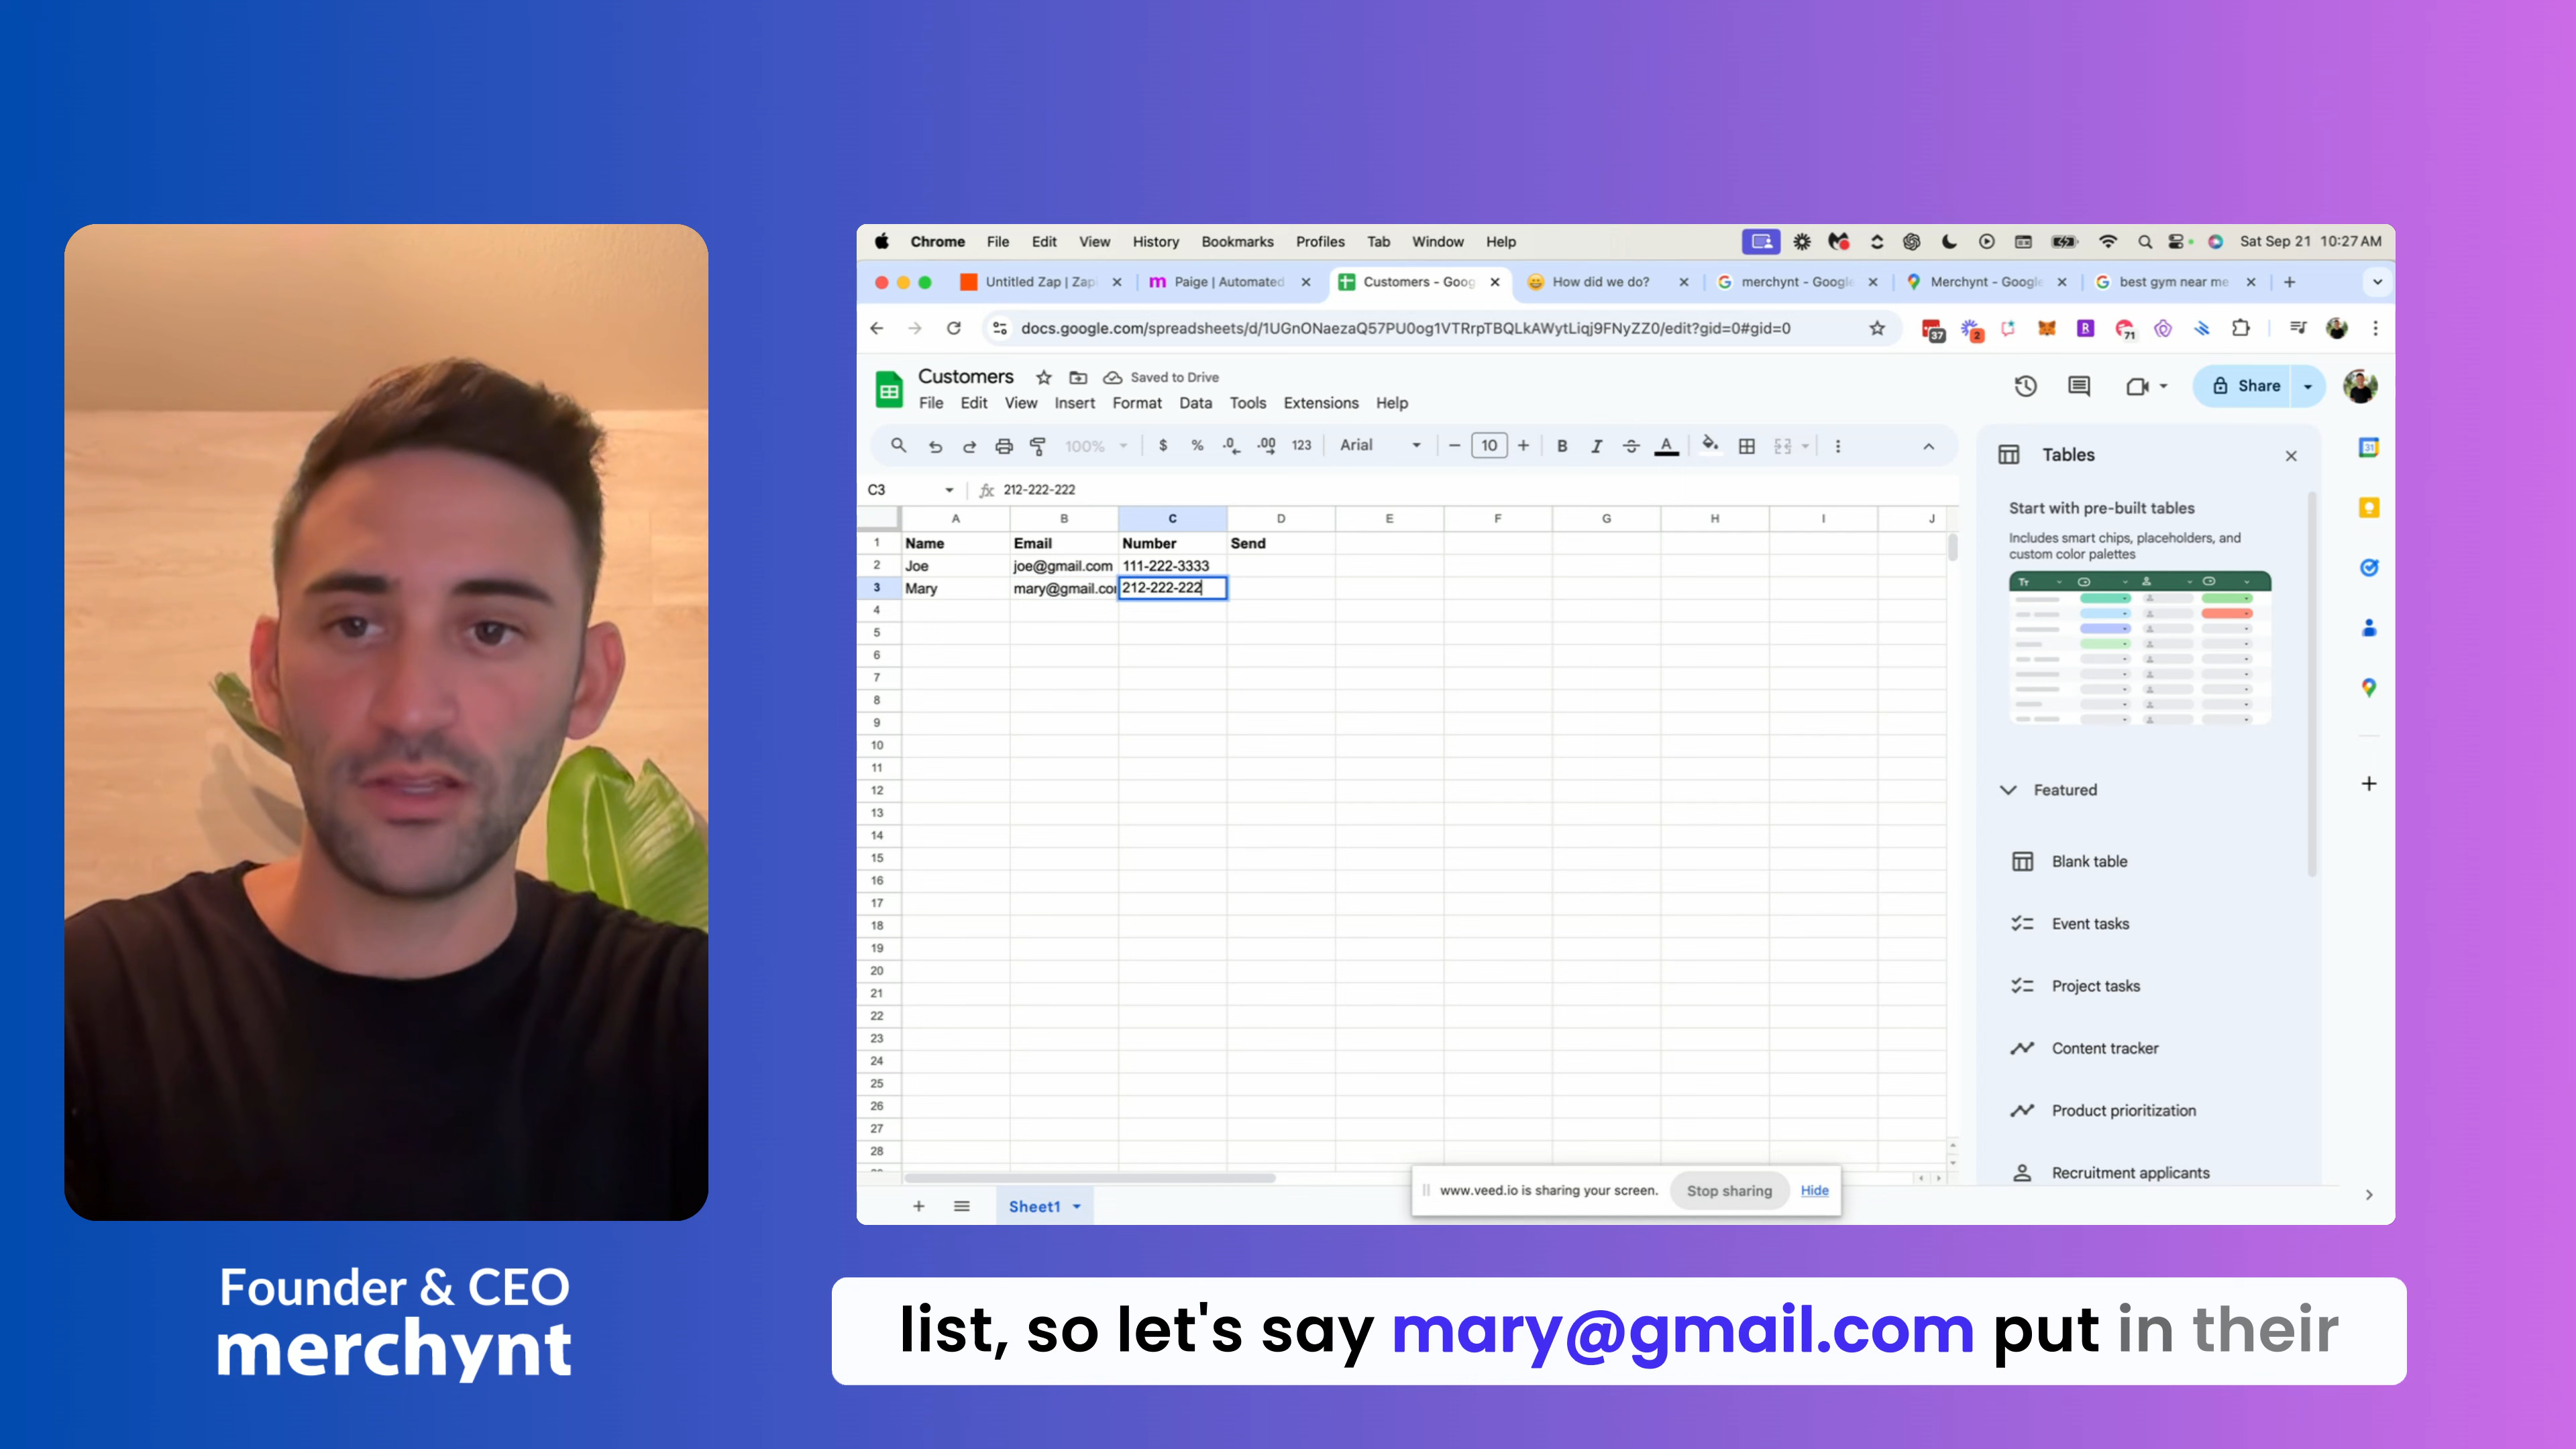 Chrome File Edit View History Bookmarks Profiles Tab Window Help Sat Sep 21 10:27 AM
Untitled Zap | Zap Paige | Automated Customers - Goog How did we do? merchynt - Google Merchynt - Google best gym near me
docs.google.com/spreadsheets/d/1UGnONaezaQ57PU0og1VTRrpTBQLkAWytLiqj9FNyZZ0/edit?gid=0#gid=0 37 2 R 71
Customers Saved to Drive
File Edit View Insert Format Data Tools Extensions Help
Share
100% $ % .0 .00 123 Arial 10 B I A
C3 fx 212-222-222
A B C D E F G H I J
1 Name Email Number Send
2 Joe joe@gmail.com 111-222-3333
3 Mary mary@gmail.co 212-222-222
4
5
6
7
8
9
10
11
12
13
14
15
16
17
18
19
20
21
22
23
24
25
26
27
28
Tables
Start with pre-built tables
Includes smart chips, placeholders, and
custom color palettes
Tт
Featured
Blank table
Event tasks
Project tasks
Content tracker
Product prioritization
Recruitment applicants
31
www.veed.io is sharing your screen. Stop sharing Hide
Sheet1
Founder & CEO
merchynt
list, so let's say mary@gmail.com put in their